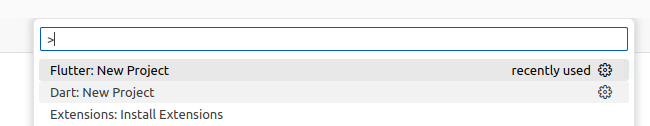 >
Flutter: New Project recently used
Dart: New Project
Extensions: Install Extensions